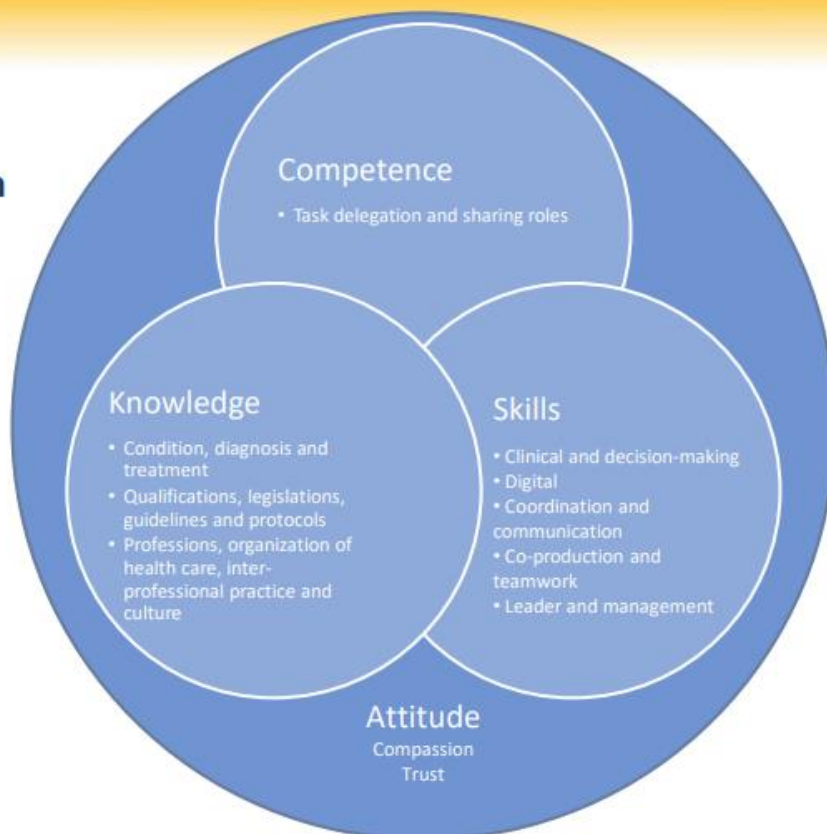 Competence
• Task delegation and sharing roles
Knowledge
• Condition, diagnosis and
treatment
• Qualifications, legislations,
guidelines and protocols
• Professions, organization of
health care, inter-
professional practice and
culture
Skills
• Clinical and decision-making
• Digital
• Coordination and
communication
• Co-production and
teamwork
• Leader and management
Attitude
Compassion
Trust